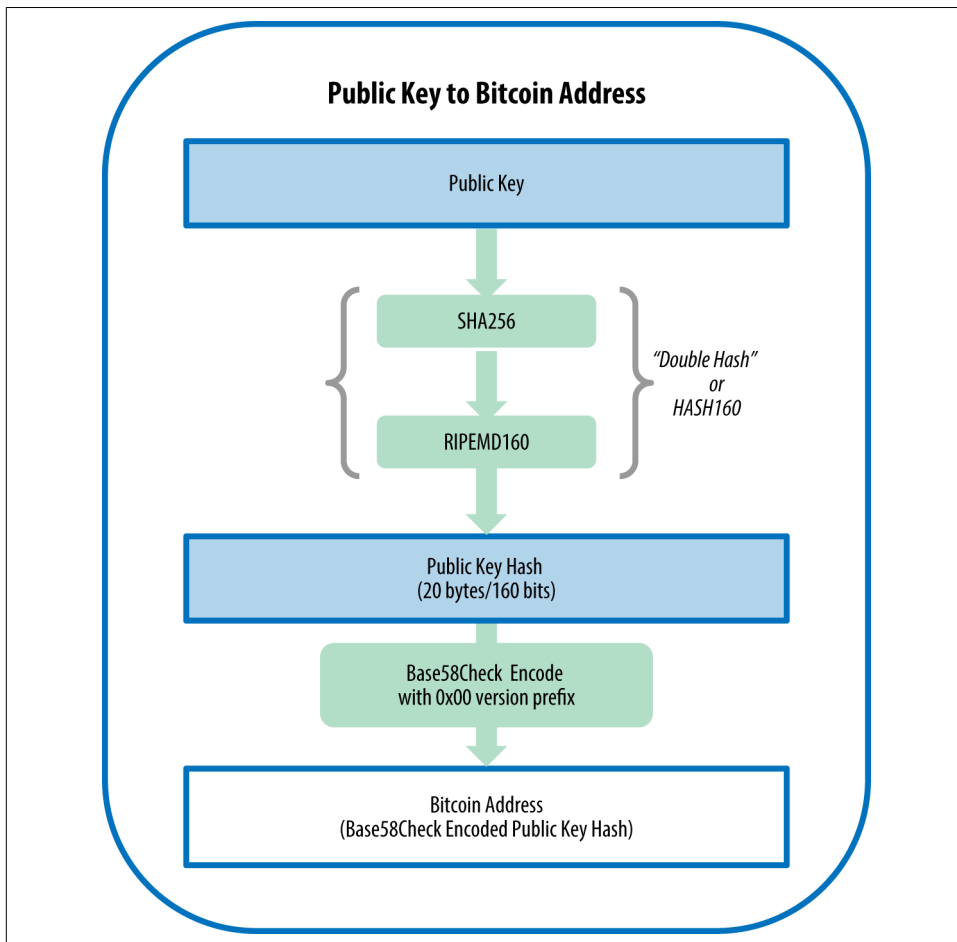 Public Key to Bitcoin Address
Public Key
SHA256
“Double Hash”
or
HASH160
RIPEMD160
Public Key Hash
(20 bytes/160 bits)
Base58Check Encode
with 0x00 version prefix
Bitcoin Address
(Base58Check Encoded Public Key Hash)